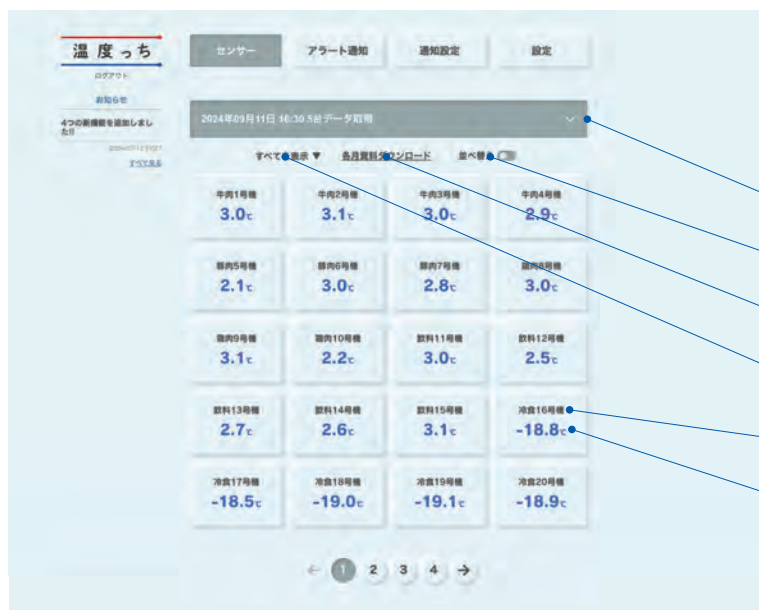 温度っち
ログアウト
お知らせ
4つの新機能を追加しまし
た!!
すべて見る
センサー
アラート通知
通知設定
設定
2024年09月11日 16:30 5台データ取得
すべて 表示 ▼
各月資料ダウンロード
並べ替え
牛肉1号機
3.0℃
牛肉2号機
3.1℃
牛肉3号機
3.0℃
牛肉4号機
2.9℃
豚肉5号機
2.1℃
豚肉6号機
3.0℃
豚肉7号機
2.8℃
鶏肉8号機
3.0℃
鶏肉9号機
3.1℃
鶏肉10号機
2.2℃
飲料11号機
3.0℃
飲料12号機
2.5℃
飲料13号機
2.7℃
飲料14号機
2.6℃
飲料15号機
3.1℃
冷食16号機
-18.8℃
冷食17号機
-18.5℃
冷食18号機
-19.0℃
冷食19号機
-19.1℃
冷食20号機
-18.9℃
← 1 2 3 4 →